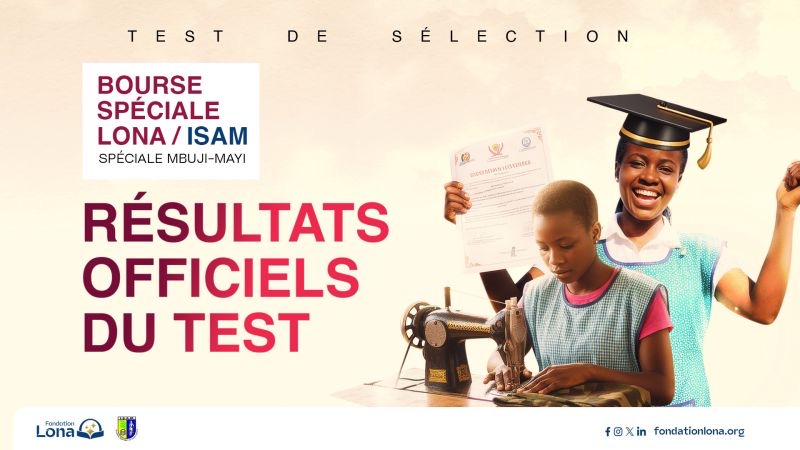 TEST DE SÉLECTION
BOURSE
SPÉCIALE
LONA / ISAM
SPÉCIALE MBUJI-MAYI
RÉSULTATS
OFFICIELS
DU TEST
Fondation
Lona
fondationlona.org